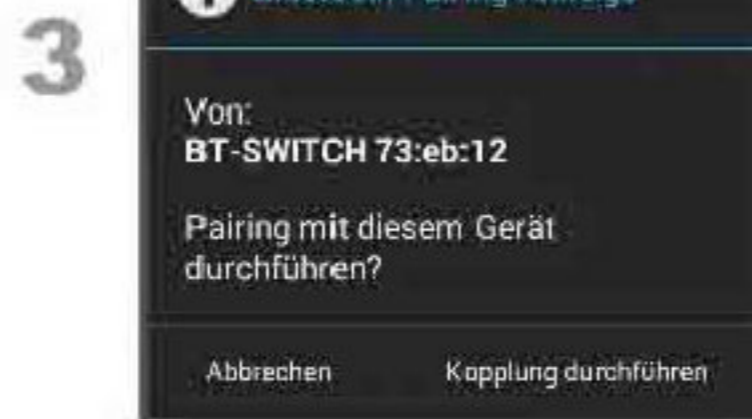 3
Von:
BT-SWITCH 73:eb:12
Pairing mit diesem Gerät
durchführen?
Abbrechen Kopplung durchführen